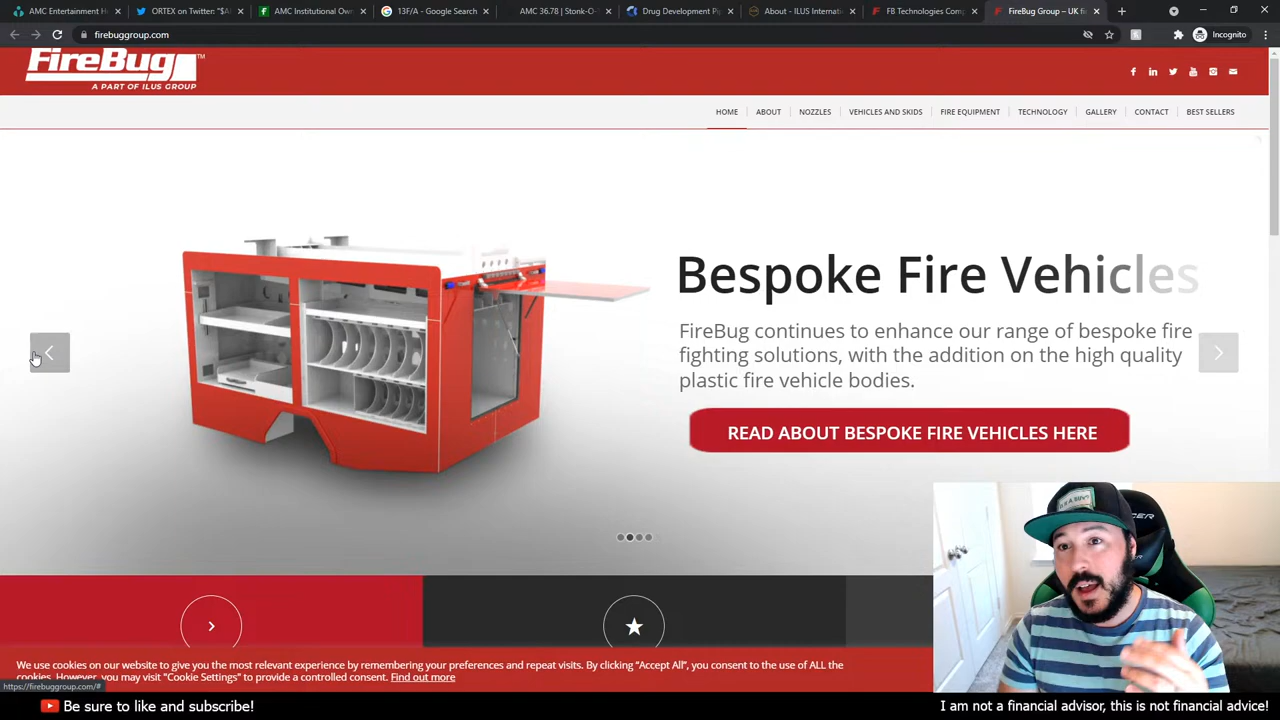 AMC Entertainment H
ORTEX on Twitter: "$A
AMC Institutional Own
13F/A - Google Search
AMC 36.78 | Stonk-O
Drug Development Pi
About - ILUS Internati
FB Technologies Com
FireBug Group – UK fi
firebuggroup.com
Incognito
FireBug™
A PART OF ILUS GROUP
HOME
ABOUT
NOZZLES
VEHICLES AND SKIDS
FIRE EQUIPMENT
TECHNOLOGY
GALLERY
CONTACT
BEST SELLERS
Bespoke Fire Vehicles
FireBug continues to enhance our range of bespoke fire
fighting solutions, with the addition on the high quality
plastic fire vehicle bodies.
READ ABOUT BESPOKE FIRE VEHICLES HERE
We use cookies on our website to give you the most relevant experience by remembering your preferences and repeat visits. By clicking “Accept All”, you consent to the use of ALL the
cookies. However, you may visit "Cookie Settings" to provide a controlled consent. Find out more
https://firebuggroup.com/#
Be sure to like and subscribe!
I am not a financial advisor, this is not financial advice!